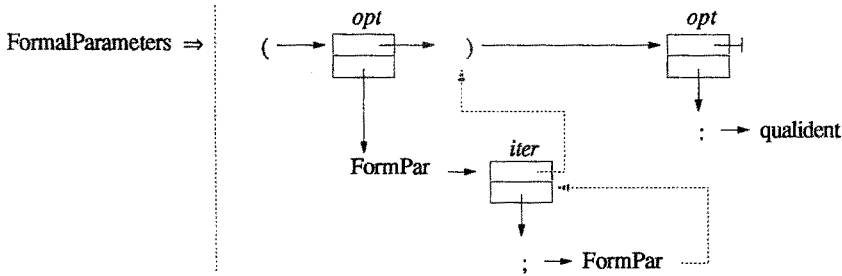 opt opt
FormalParameters ⇒ ( )
: qualident
iter
FormPar
; FormPar